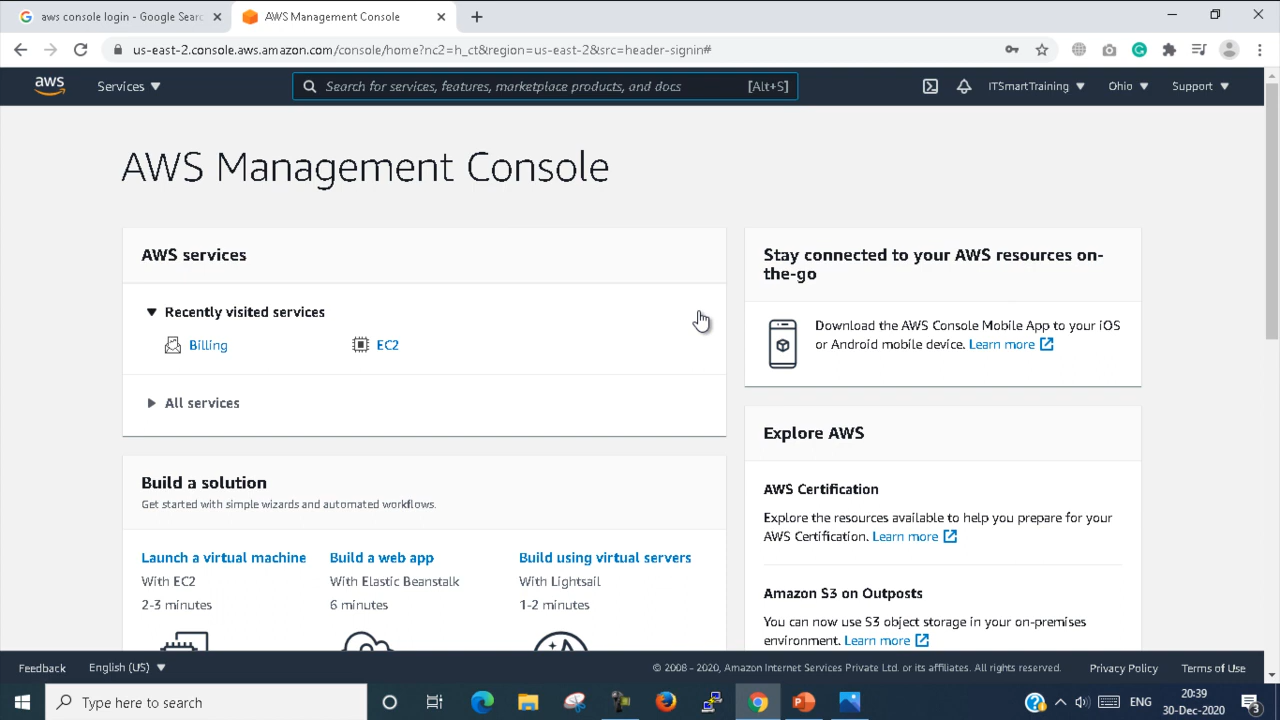 aws console login - Google Searc
AWS Management Console
us-east-2.console.aws.amazon.com/console/home?nc2=h_ct&region=us-east-2&src=header-signin#
aws
Services
Search for services, features, marketplace products, and docs
[Alt+S]
ITSmartTraining
Ohio
Support
AWS Management Console
AWS services
Recently visited services
Billing
EC2
All services
Build a solution
Get started with simple wizards and automated workflows.
Launch a virtual machine
With EC2
2-3 minutes
Build a web app
With Elastic Beanstalk
6 minutes
Build using virtual servers
With Lightsail
1-2 minutes
Stay connected to your AWS resources on-
the-go
Download the AWS Console Mobile App to your iOS
or Android mobile device. Learn more
Explore AWS
AWS Certification
Explore the resources available to help you prepare for your
AWS Certification. Learn more
Amazon S3 on Outposts
You can now use S3 object storage in your on-premises
environment. Learn more
Feedback
English (US)
© 2008 - 2020, Amazon Internet Services Private Ltd. or its affiliates. All rights reserved.
Privacy Policy
Terms of Use
Type here to search
ENG
20:39
30-Dec-2020
3